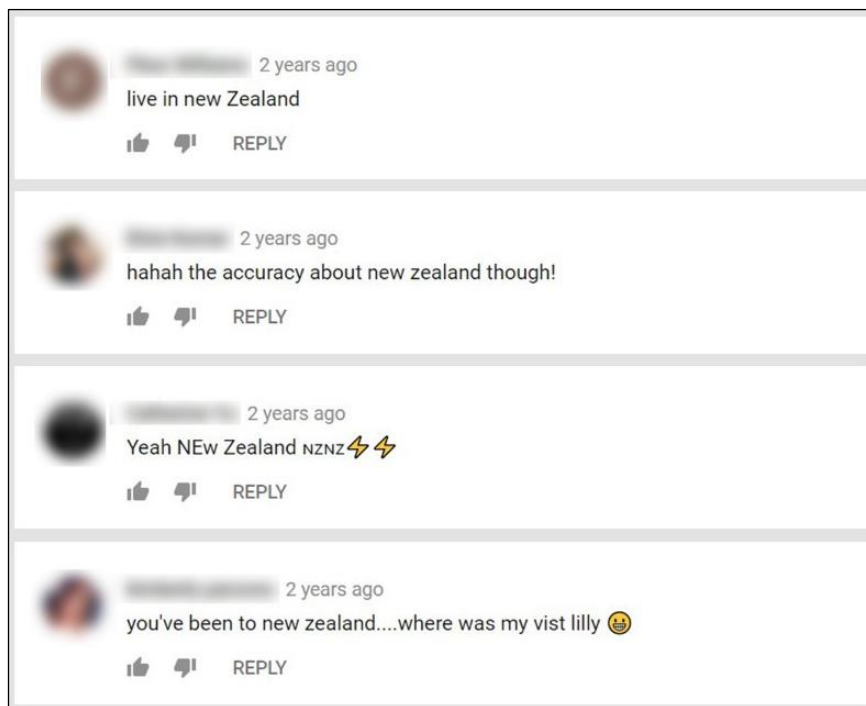 2 years ago
live in new Zealand
REPLY
2 years ago
hahah the accuracy about new zealand though!
REPLY
2 years ago
Yeah NEw Zealand ɴᴢɴᴢ⚡⚡
REPLY
2 years ago
you've been to new zealand....where was my vist lilly 😀
REPLY